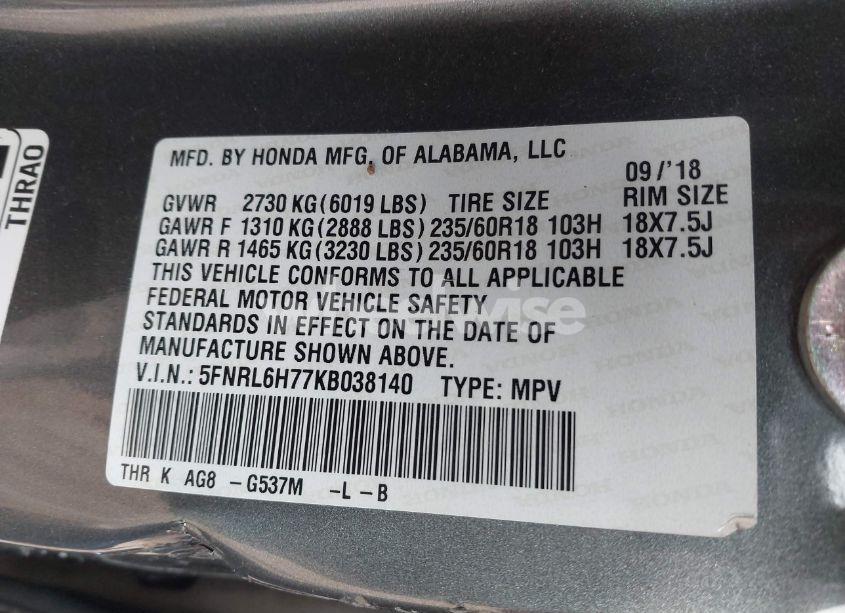 THRAO
MFD. BY HONDA MFG, OF ALABAMA, LLC
09/'18
GVWR 2730 KG(6019 LBS) TIRE SIZE RIM SIZE
GAWR F 1310 KG(2888 LBS) 235/60R18 103H 18X7.5J
GAWR R 1465 KG(3230 LBS) 235/60R18 103H 18X7.5J
THIS VEHICLE CONFORMS TO ALL APPLICABLE
FEDERAL MOTOR VEHICLE SAFETY
STANDARDS IN EFFECT ON THE DATE OF
MANUFACTURE SHOWN ABOVE.
V.I.N.: 5FNRL6H77KB038140 TYPE: MPV
THR K AG8 -G537M -L-B